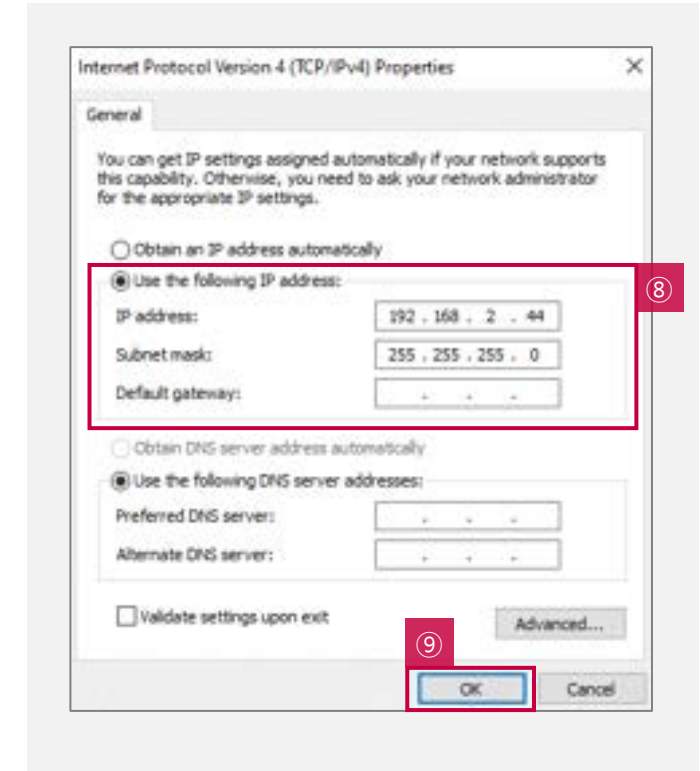 Internet Protocol Version 4 (TCP/IPv4) Properties
General
You can get IP settings assigned automatically if your network supports
this capability. Otherwise, you need to ask your network administrator
for the appropriate IP settings.
Obtain an IP address automatically
Use the following IP address:
⑧
IP address: 192 . 168 . 2 . 44
Subnet mask: 255 . 255 . 255 . 0
Default gateway: . . .
Obtain DNS server address automatically
Use the following DNS server addresses:
Preferred DNS server: . . .
Alternate DNS server: . . .
Validate settings upon exit
Advanced...
⑨
OK Cancel